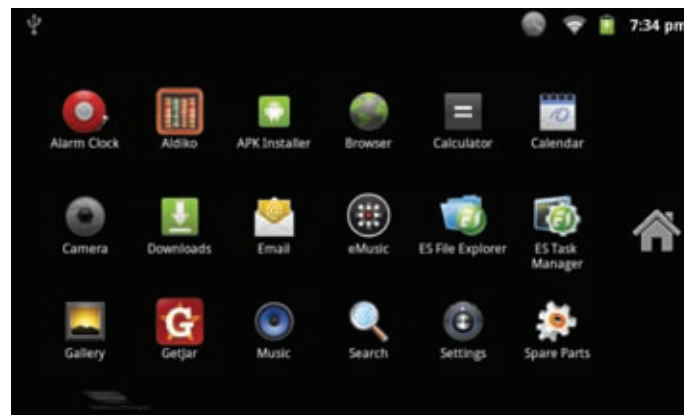 7:34 pm
Alarm Clock Aldiko APK Installer Browser Calculator Calendar
Camera Downloads Email eMusic ES File Explorer ES Task
Manager
Gallery GetJar Music Search Settings Spare Parts